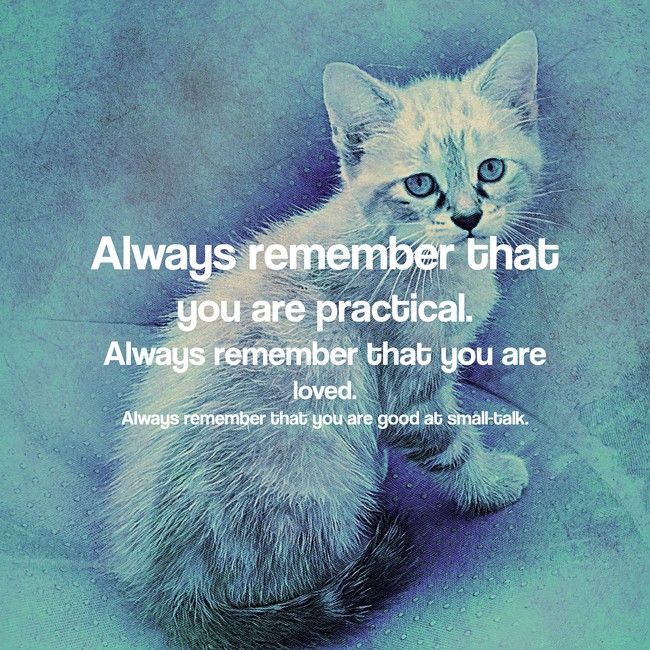 Always remember that
you are practical.
Always remember that you are
loved.
Always remember that you are good at small-talk.